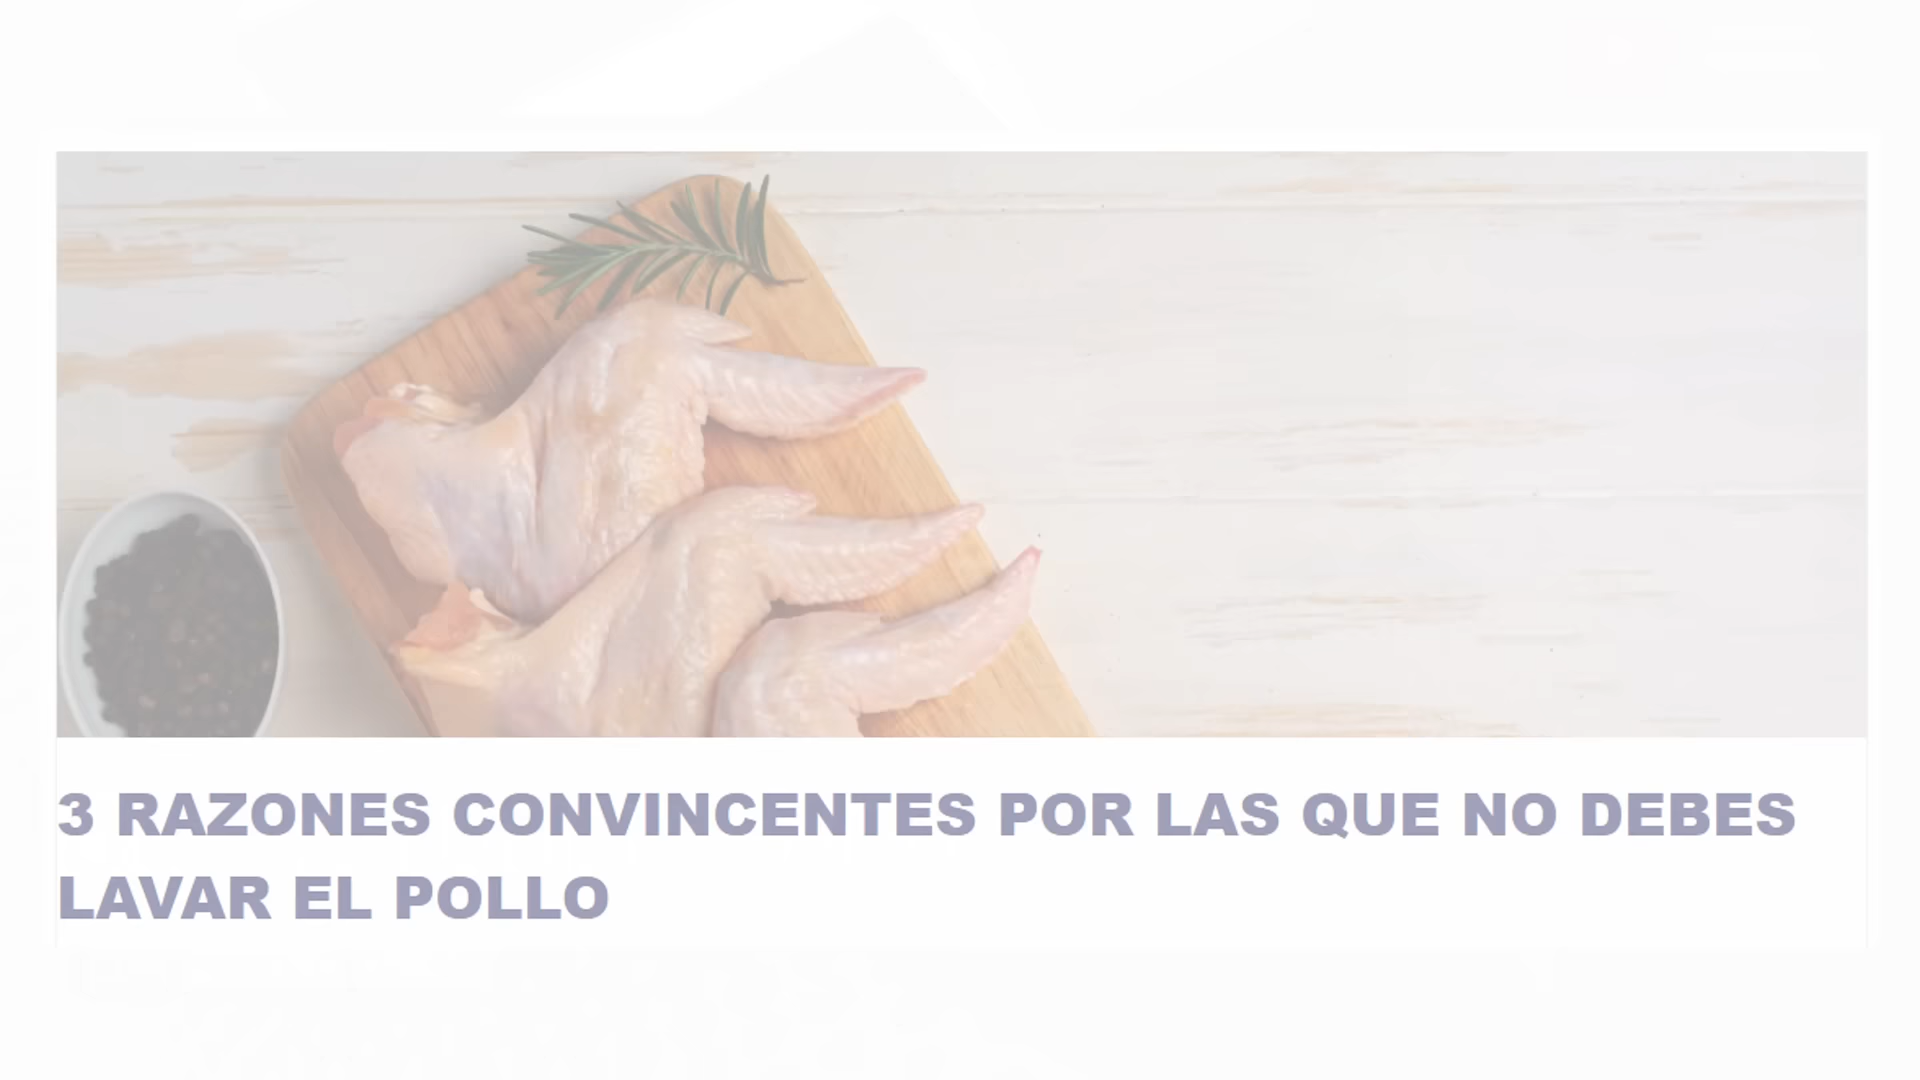 3 RAZONES CONVINCENTES POR LAS QUE NO DEBES
LAVAR EL POLLO